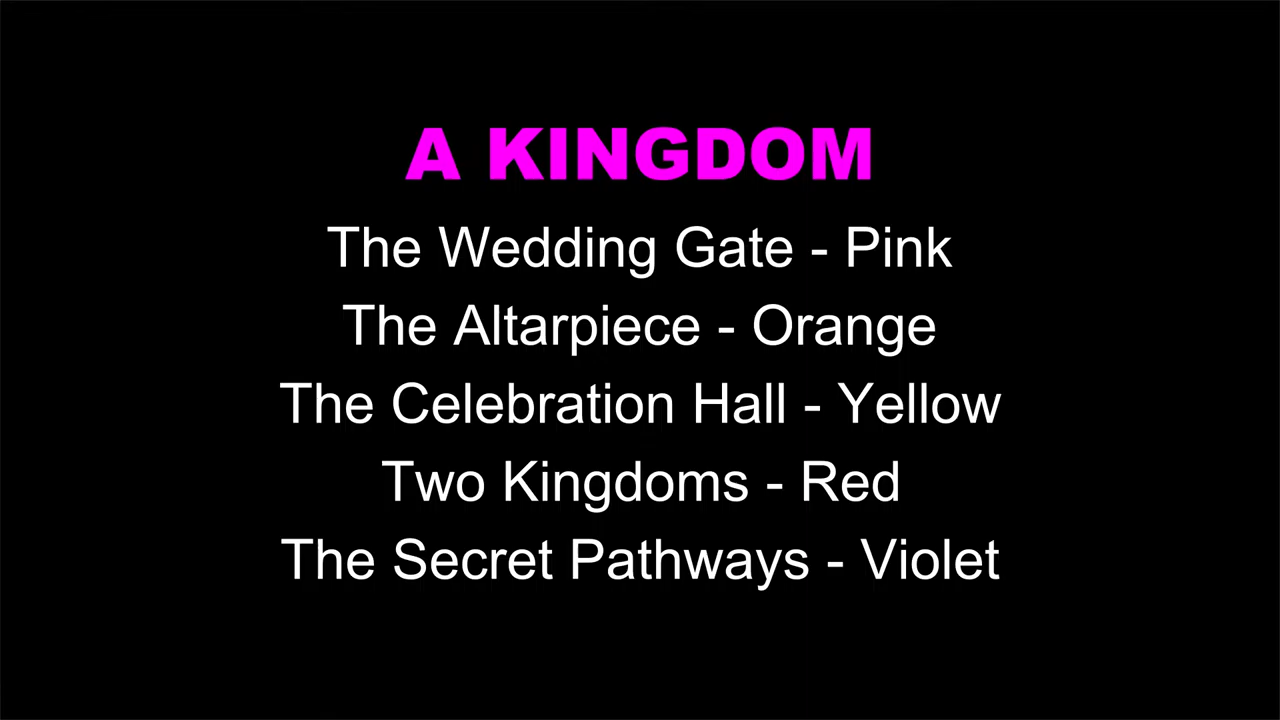 A KINGDOM
The Wedding Gate - Pink
The Altarpiece - Orange
The Celebration Hall - Yellow
Two Kingdoms - Red
The Secret Pathways - Violet